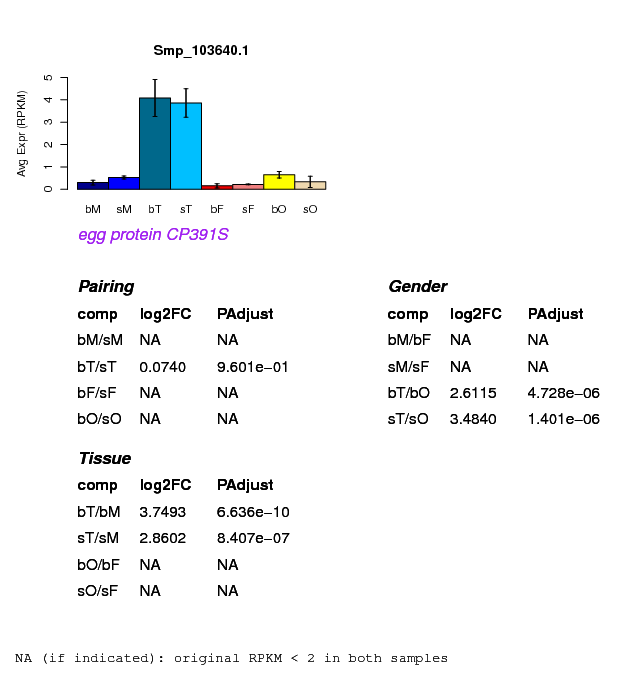 Smp_103640.1
Avg Expr (RPKM)
5
4
3
2
1
0
bM sM bT sT bF sF bO sO
egg protein CP391S
Pairing
comp log2FC PAdjust
bM/sM NA NA
bT/sT 0.0740 9.601e−01
bF/sF NA NA
bO/sO NA NA
Gender
comp log2FC PAdjust
bM/bF NA NA
sM/sF NA NA
bT/bO 2.6115 4.728e−06
sT/sO 3.4840 1.401e−06
Tissue
comp log2FC PAdjust
bT/bM 3.7493 6.636e−10
sT/sM 2.8602 8.407e−07
bO/bF NA NA
sO/sF NA NA
NA (if indicated): original RPKM < 2 in both samples